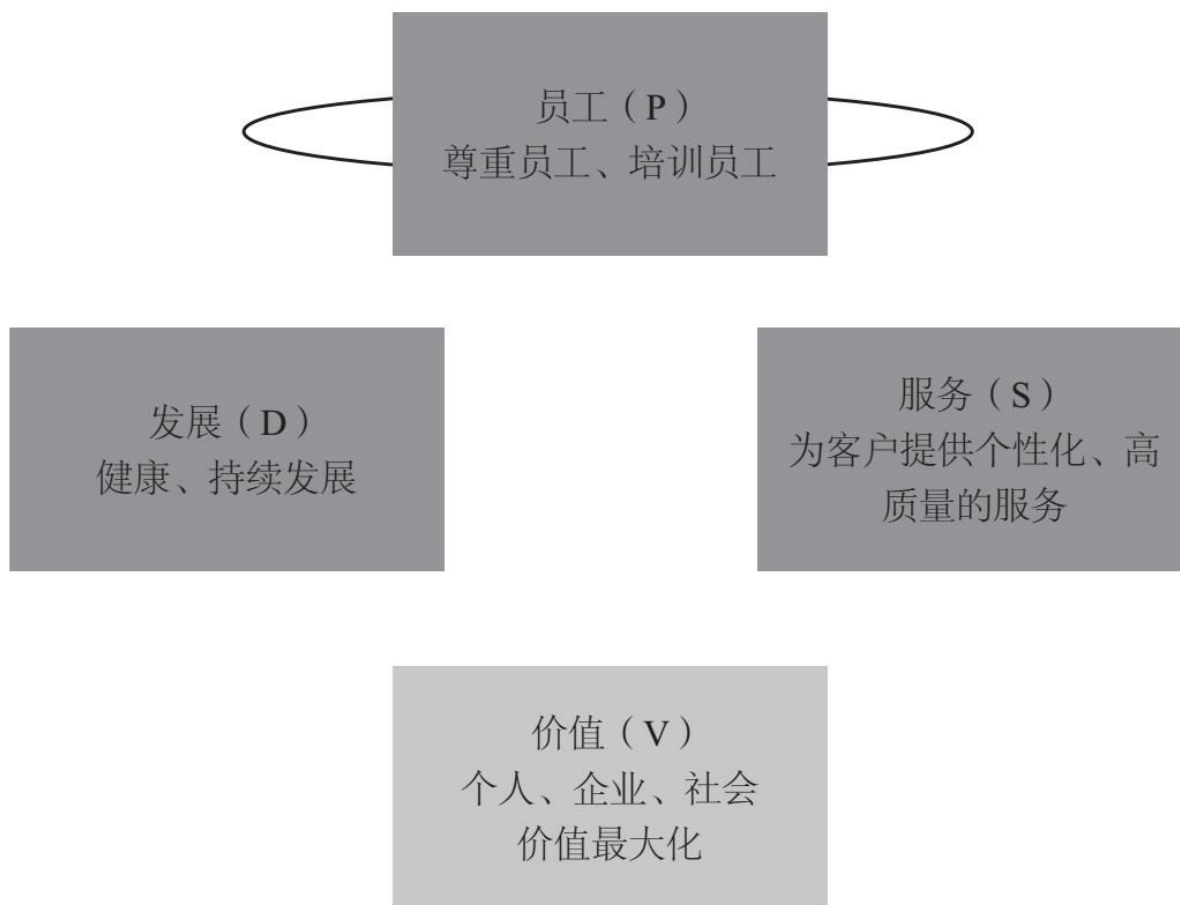 员工（P）
尊重员工、培训员工
发展（D）
健康、持续发展
服务（S）
为客户提供个性化、高
质量的服务
价值（V）
个人、企业、社会
价值最大化